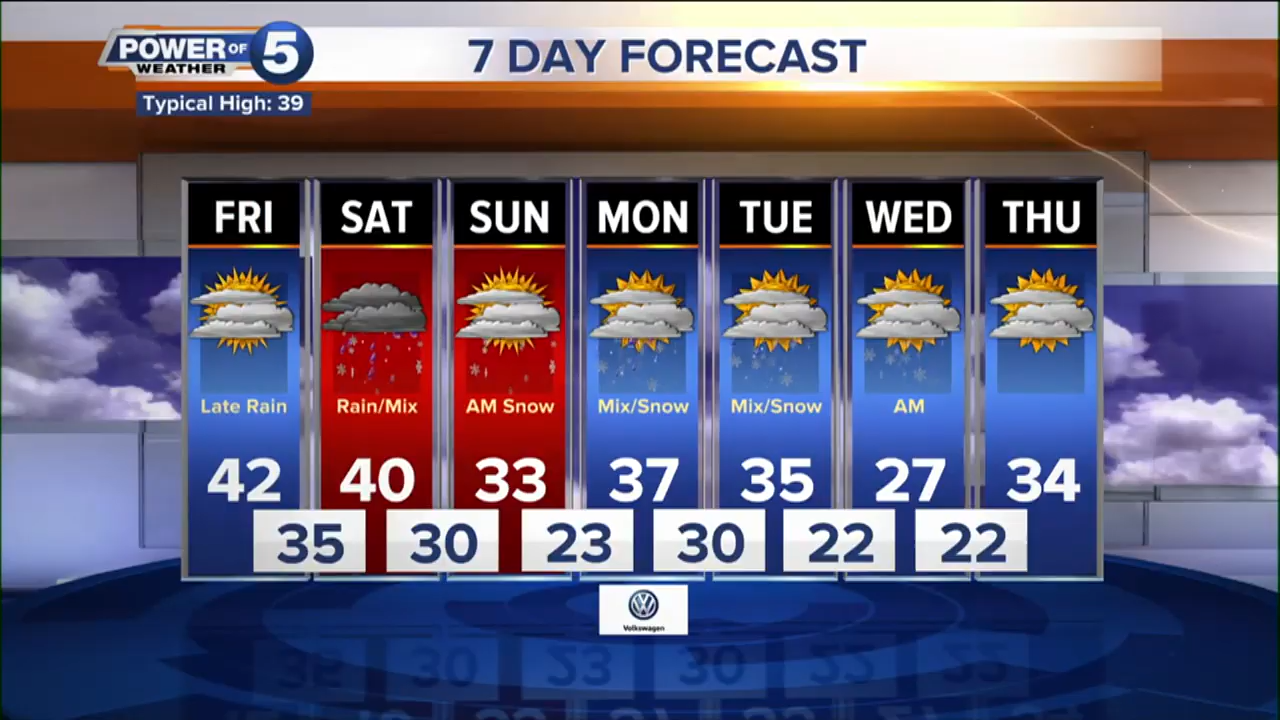 POWER OF 5
WEATHER
7 DAY FORECAST
Typical High: 39
FRI SAT SUN MON TUE WED THU
Late Rain Rain/Mix AM Snow Mix/Snow Mix/Snow AM
42 40 33 37 35 27 34
35 30 23 30 22 22
Volkswagen